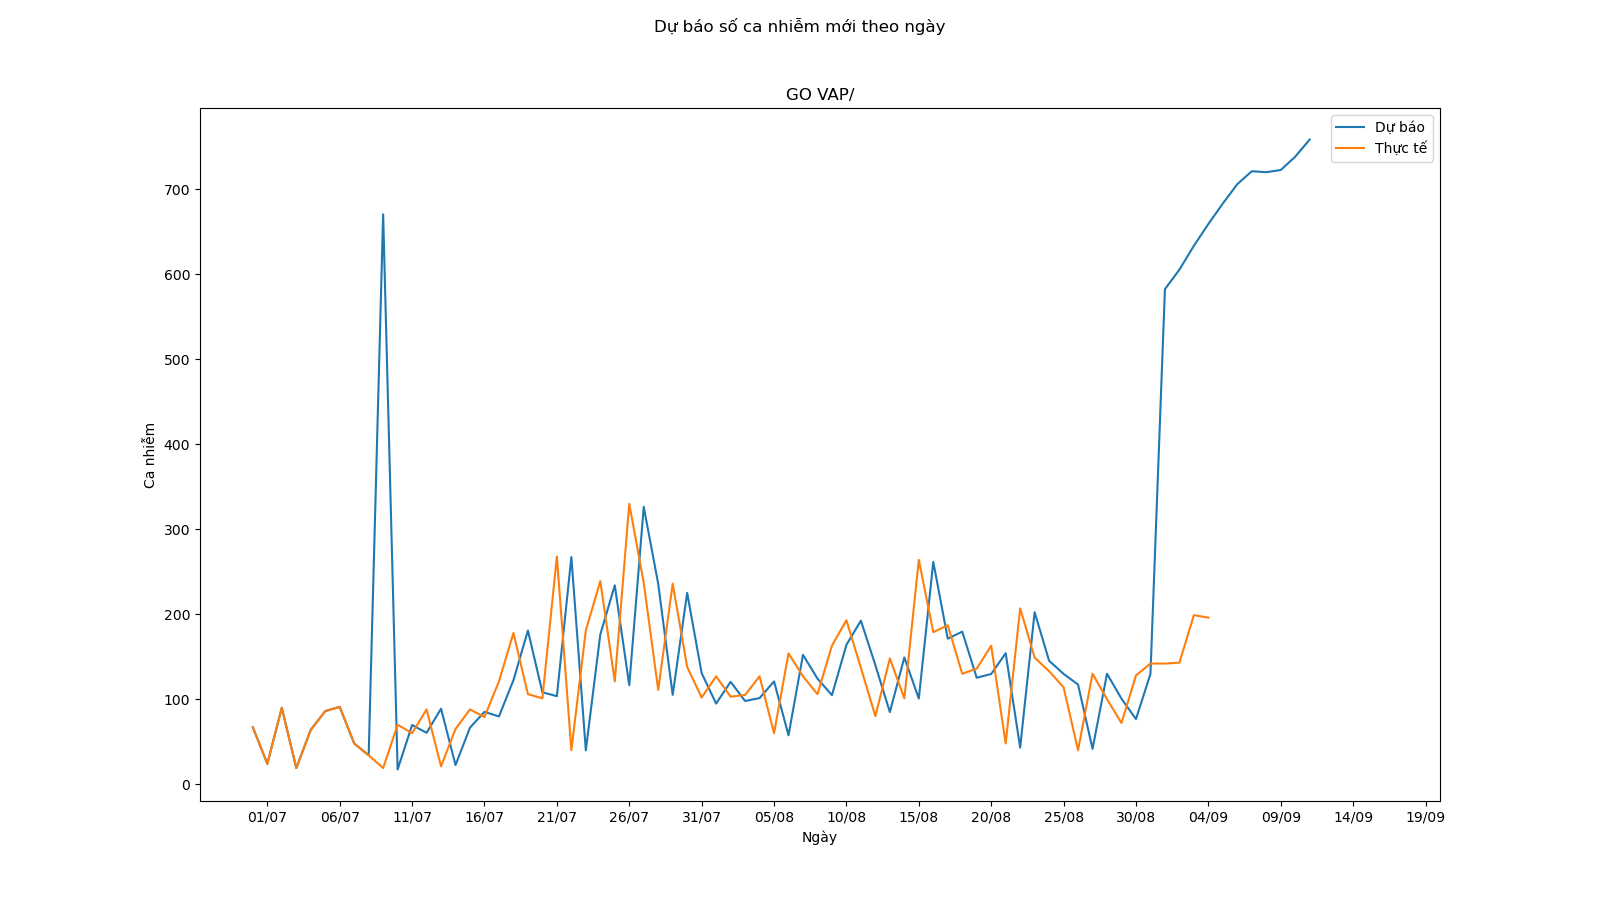 Dự báo số ca nhiễm mới theo ngày
GO VAP/
Dự báo
Thực tế
700
600
500
400
300
200
100
0
Ca nhiễm
01/07 06/07 11/07 16/07 21/07 26/07 31/07 05/08 10/08 15/08 20/08 25/08 30/08 04/09 09/09 14/09 19/09
Ngày